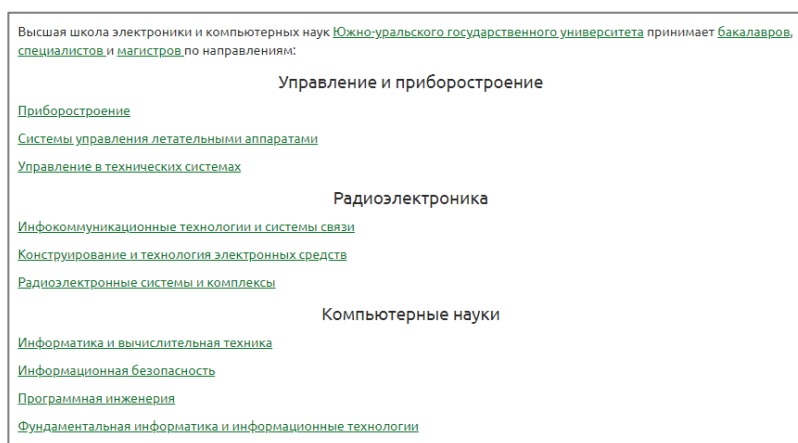 Высшая школа электроники и компьютерных наук Южно-уральского государственного университета принимает бакалавров,
специалистов и магистров по направлениям:
Управление и приборостроение
Приборостроение
Системы управления летательными аппаратами
Управление в технических системах
Радиоэлектроника
Инфокоммуникационные технологии и системы связи
Конструирование и технология электронных средств
Радиоэлектронные системы и комплексы
Компьютерные науки
Информатика и вычислительная техника
Информационная безопасность
Программная инженерия
Фундаментальная информатика и информационные технологии